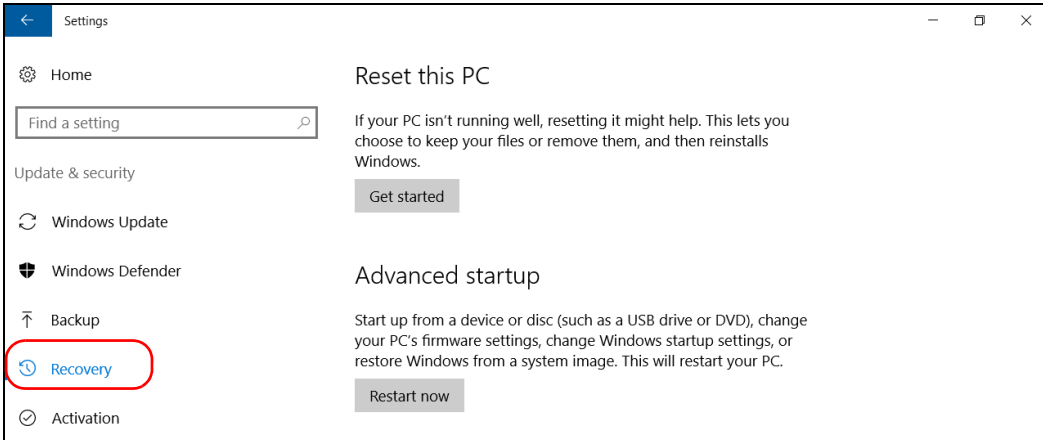 Settings
Home
Find a setting
Update & security
Windows Update
Windows Defender
Backup
Recovery
Activation
Reset this PC
If your PC isn't running well, resetting it might help. This lets you
choose to keep your files or remove them, and then reinstalls
Windows.
Get started
Advanced startup
Start up from a device or disc (such as a USB drive or DVD), change
your PC's firmware settings, change Windows startup settings, or
restore Windows from a system image. This will restart your PC.
Restart now